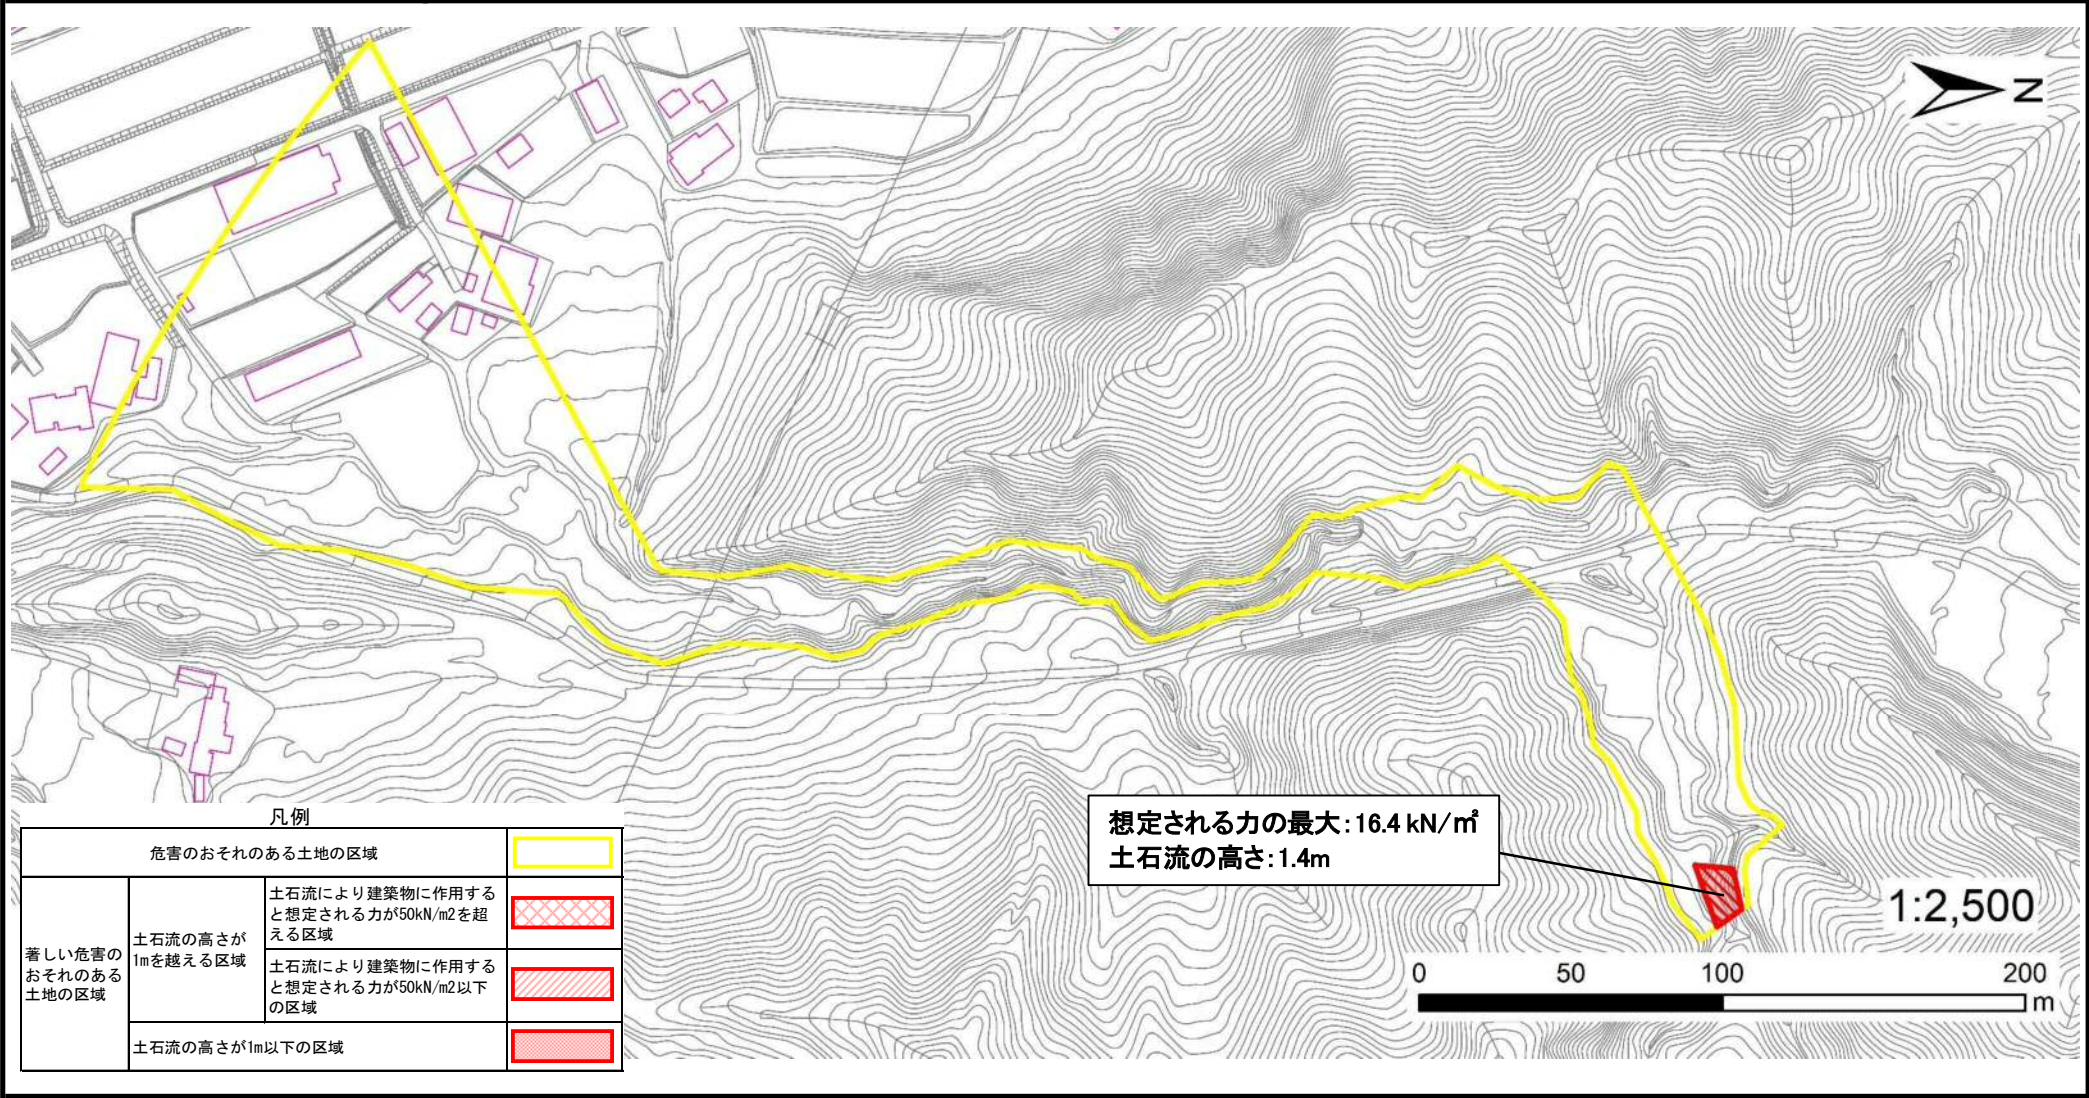 N
想定される力の最大:16.4 kN/㎡
土石流の高さ:1.4m
1:2,500
0 50 100 200
m
凡例
危害のおそれのある土地の区域
著しい危害の
おそれのある
土地の区域
土石流の高さが
1mを越える区域
土石流により建築物に作用する
と想定される力が50kN/m2を超
える区域
土石流により建築物に作用する
と想定される力が50kN/m2以下
の区域
土石流の高さが1m以下の区域